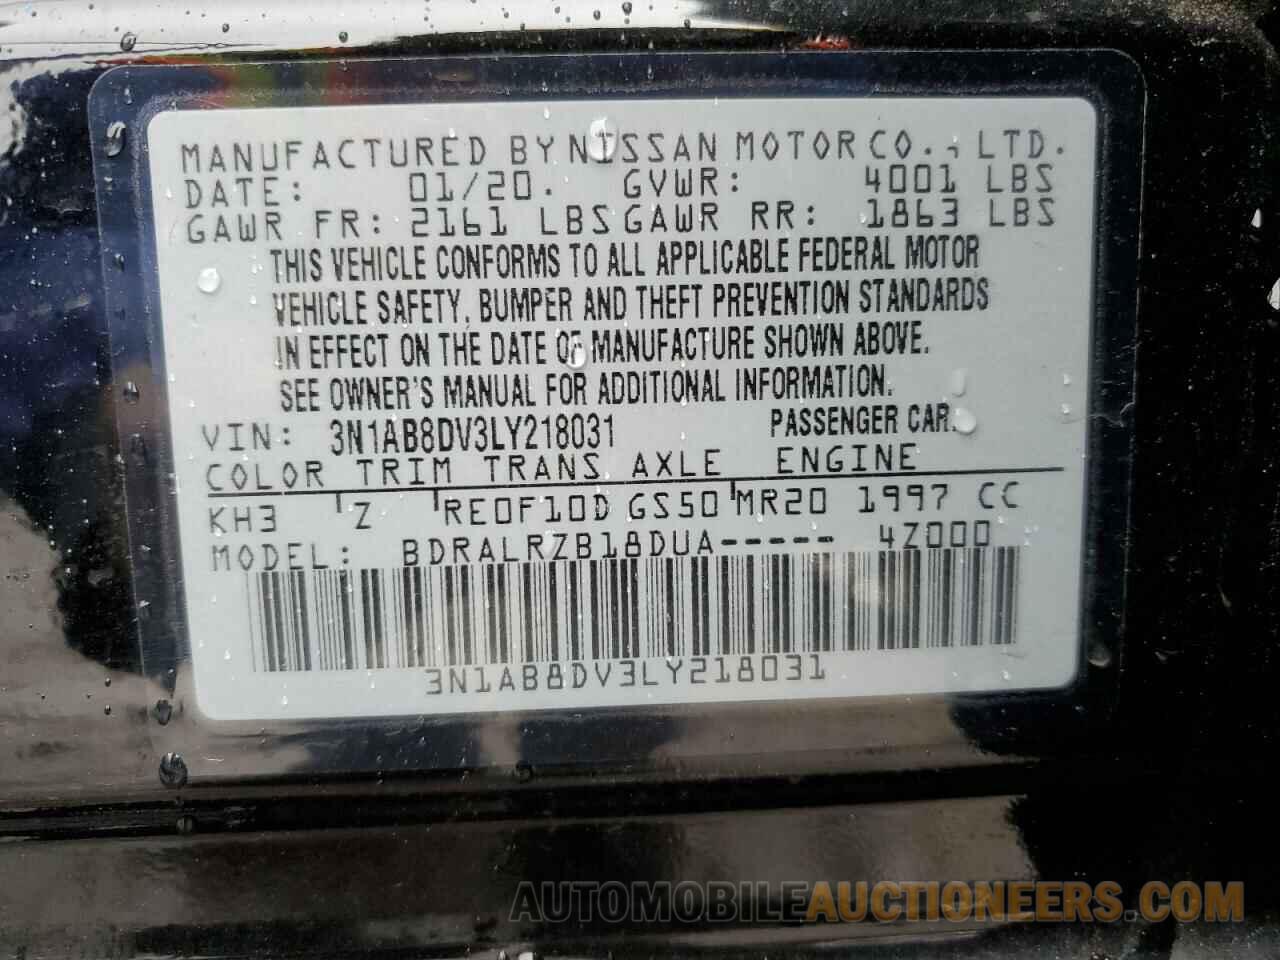 MANUFACTURED BY NISSAN MOTOR CO., LTD.
DATE: 01/20. GVWR: 4001 LBS
GAWR FR: 2161 LBS GAWR RR: 1863 LBS
THIS VEHICLE CONFORMS TO ALL APPLICABLE FEDERAL MOTOR
VEHICLE SAFETY, BUMPER AND THEFT PREVENTION STANDARDS
IN EFFECT ON THE DATE OF MANUFACTURE SHOWN ABOVE.
SEE OWNER'S MANUAL FOR ADDITIONAL INFORMATION.
VIN: 3N1AB8DV3LY218031 PASSENGER CAR.
COLOR TRIM TRANS AXLE ENGINE
KH3 Z RE0F10D GS50 MR20 1997 CC
MODEL: BDRALRZB18DUA----- 4Z000
3N1AB8DV3LY218031
AUTOMOBILEAUCTIONEERS.COM